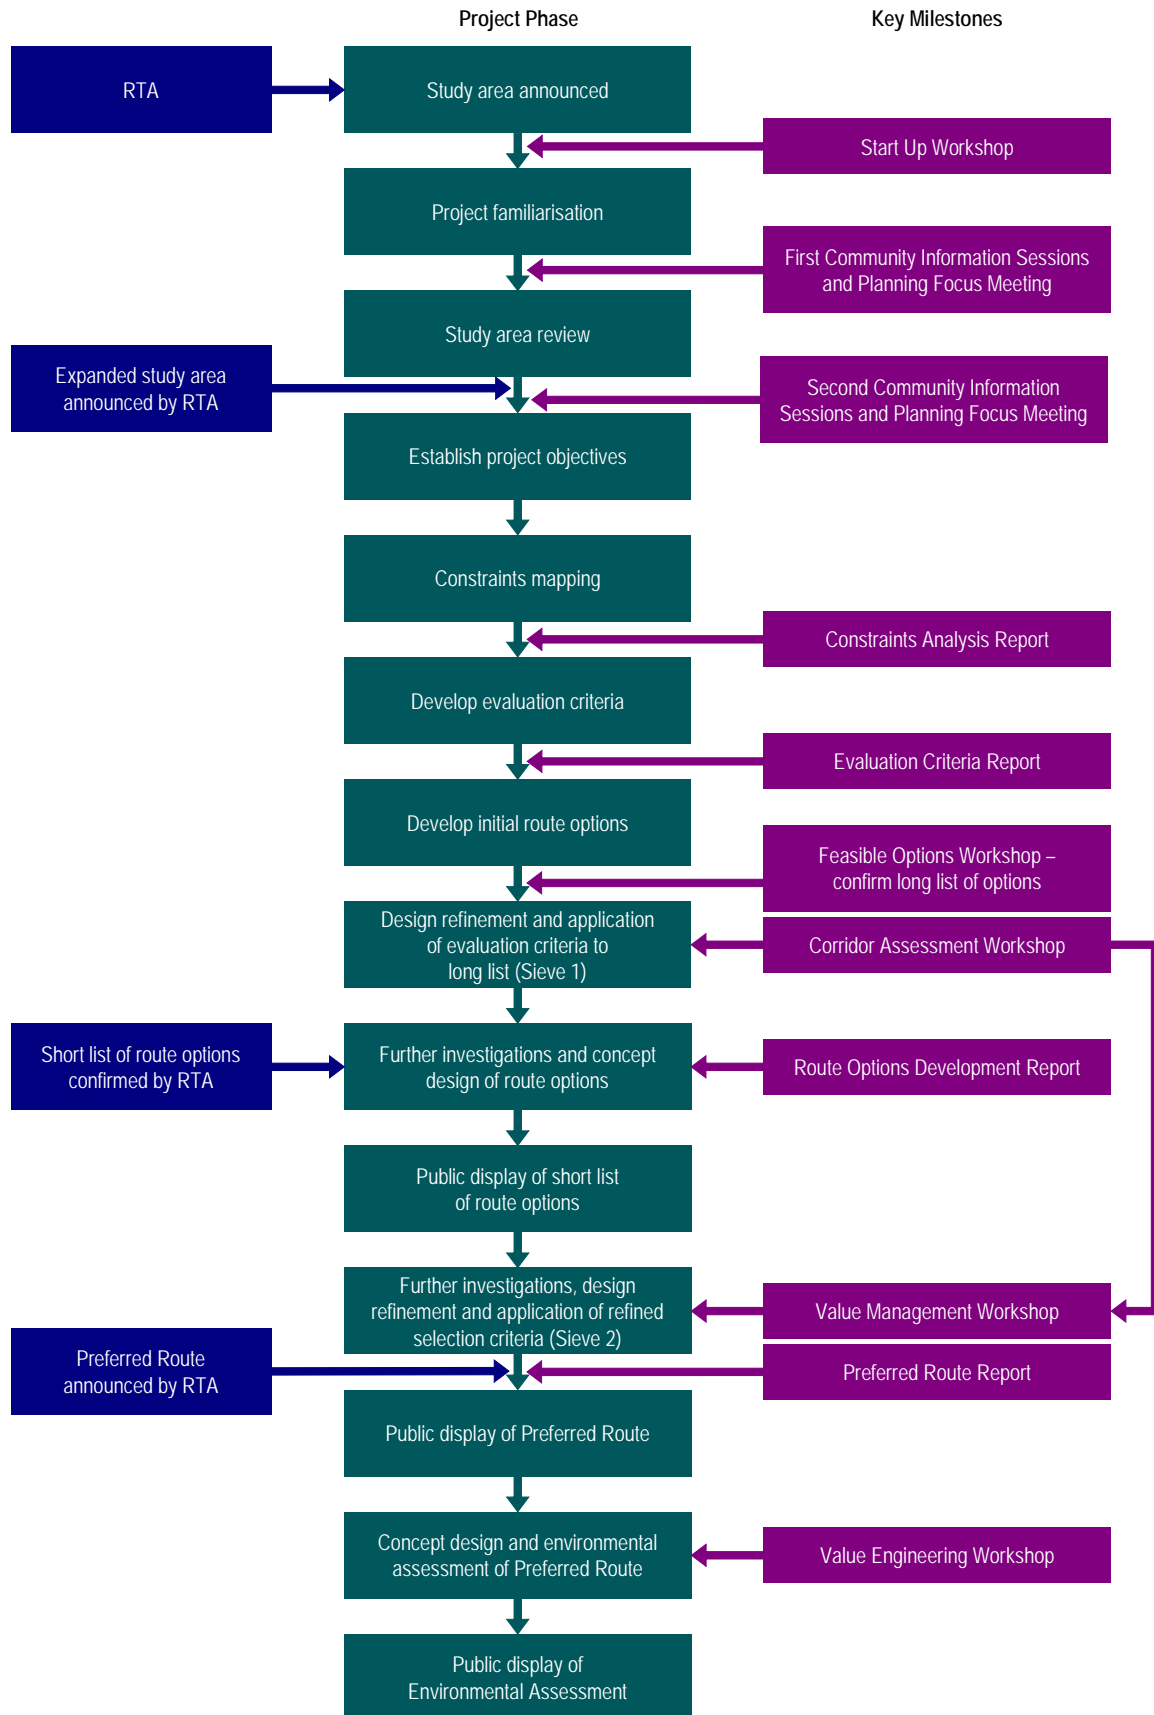 Project Phase
Key Milestones
RTA
Study area announced
Start Up Workshop
Project familiarisation
First Community Information Sessions
and Planning Focus Meeting
Study area review
Expanded study area
announced by RTA
Second Community Information
Sessions and Planning Focus Meeting
Establish project objectives
Constraints mapping
Constraints Analysis Report
Develop evaluation criteria
Evaluation Criteria Report
Develop initial route options
Feasible Options Workshop –
confirm long list of options
Design refinement and application
of evaluation criteria to
long list (Sieve 1)
Corridor Assessment Workshop
Short list of route options
confirmed by RTA
Further investigations and concept
design of route options
Route Options Development Report
Public display of short list
of route options
Further investigations, design
refinement and application of refined
selection criteria (Sieve 2)
Value Management Workshop
Preferred Route
announced by RTA
Preferred Route Report
Public display of Preferred Route
Concept design and environmental
assessment of Preferred Route
Value Engineering Workshop
Public display of
Environmental Assessment